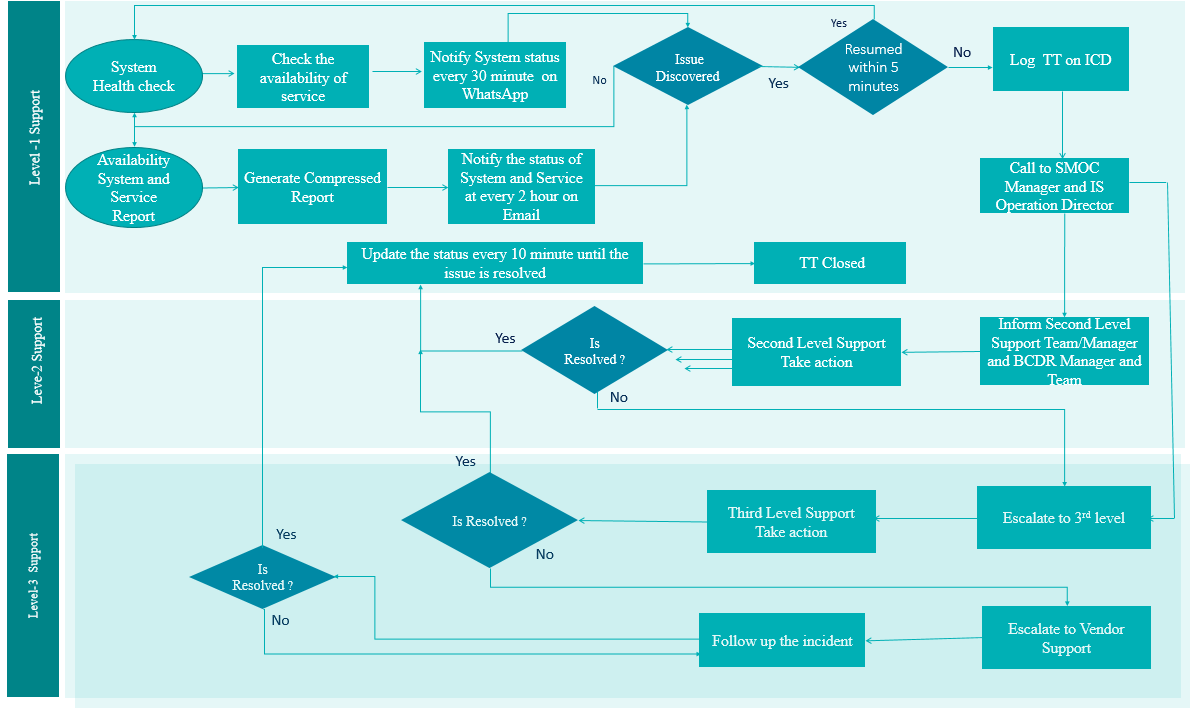 Level -1 Support
System
Health check
Check the
availability of
service
Notify System status
every 30 minute  on
WhatsApp
Issue
Discovered
Yes
No
Yes
Resumed
within 5
minutes
No
Log  TT on ICD
Availability
System and
Service
Report
Generate Compressed
Report
Notify the status of
System and Service
at every 2 hour on
Email
Call to SMOC
Manager and IS
Operation Director
Update the status every 10 minute until the
issue is resolved
TT Closed
Leve-2 Support
Yes
Is
Resolved ?
No
Second Level Support
Take action
Inform Second Level
Support Team/Manager
and BCDR Manager and
Team
Level-3  Support
Yes
Is Resolved ?
No
Third Level Support
Take action
Escalate to 3rd level
Yes
Is
Resolved ?
No
Follow up the incident
Escalate to Vendor
Support